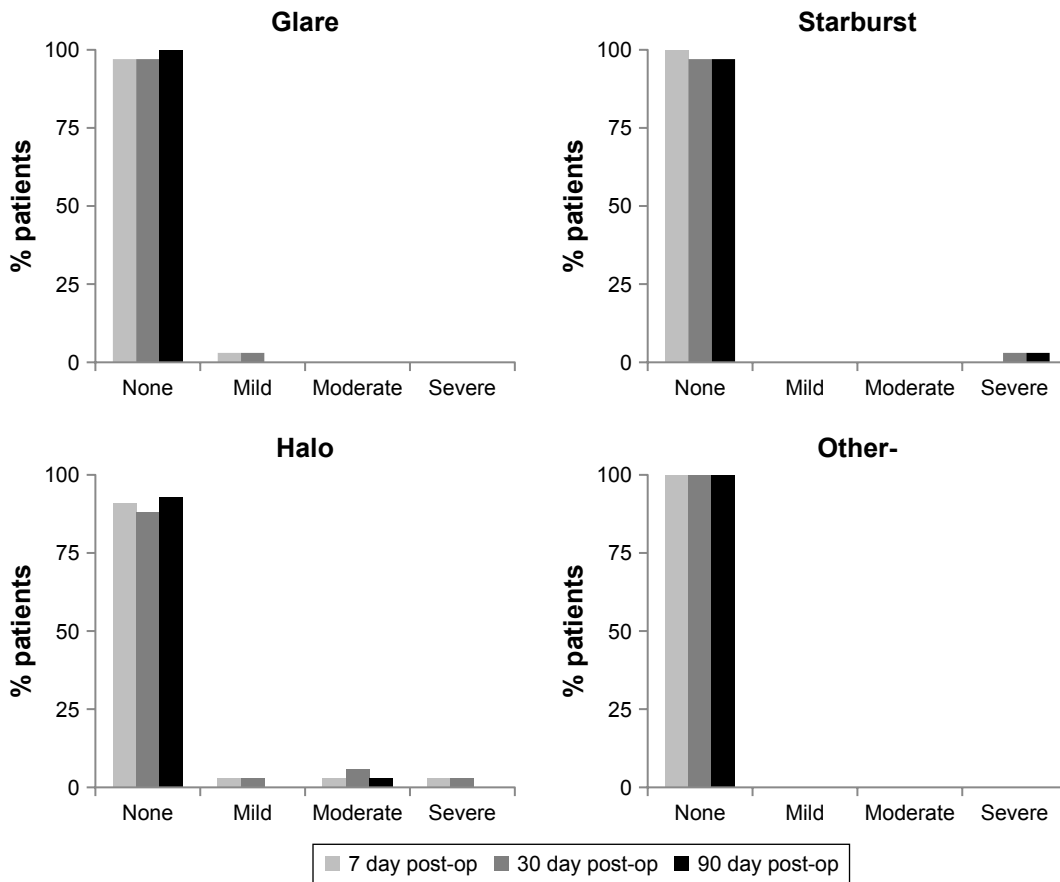 Glare
% patients
100
75
50
25
0
None Mild Moderate Severe
Starburst
% patients
100
75
50
25
0
None Mild Moderate Severe
Halo
% patients
100
75
50
25
0
None Mild Moderate Severe
Other-
% patients
100
75
50
25
0
None Mild Moderate Severe
7 day post-op 30 day post-op 90 day post-op